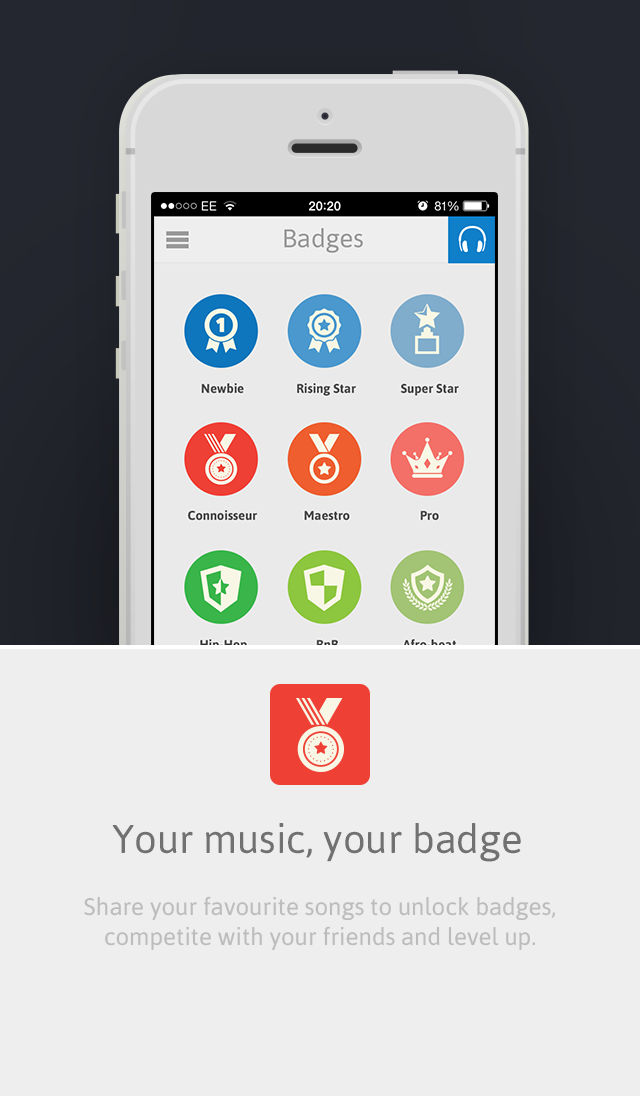 EE 20:20 81%
Badges
1
Newbie Rising Star Super Star
Connoisseur Maestro Pro
Hip-Hop RnB Afro-beat
Your music, your badge
Share your favourite songs to unlock badges,
competite with your friends and level up.